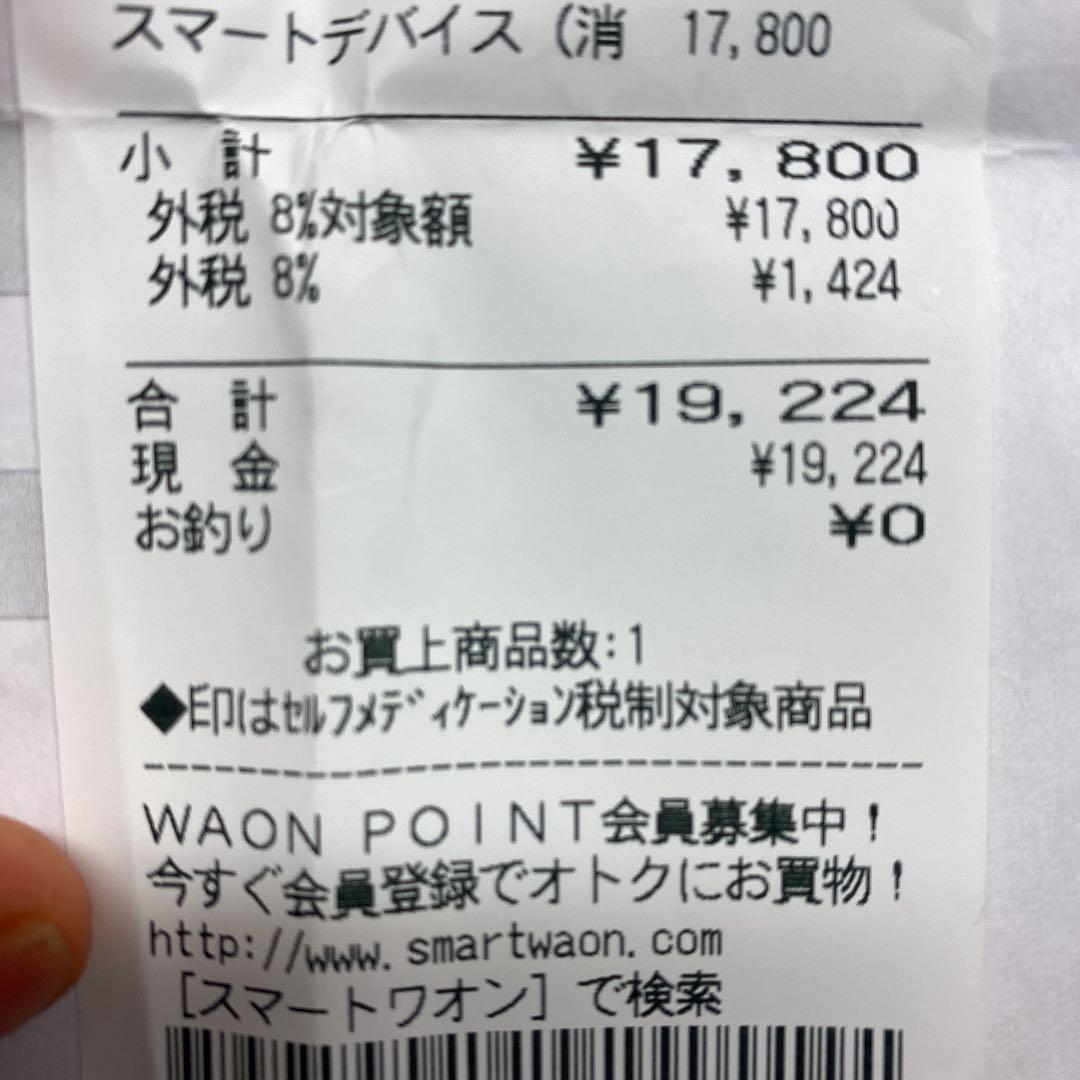 スマートデバイス（消 17,800
小 計 ¥17,800
外税 8%対象額 ¥17,800
外税 8% ¥1,424
合 計 ¥19,224
現 金 ¥19,224
お釣り ¥0
お買上商品数:1
◆印はｾﾙﾌﾒﾃﾞｨｹｰｼｮﾝ税制対象商品
ＷＡＯＮ ＰＯＩＮＴ会員募集中！
今すぐ会員登録でオトクにお買物！
http://www.smartwaon.com
［スマートワオン］で検索